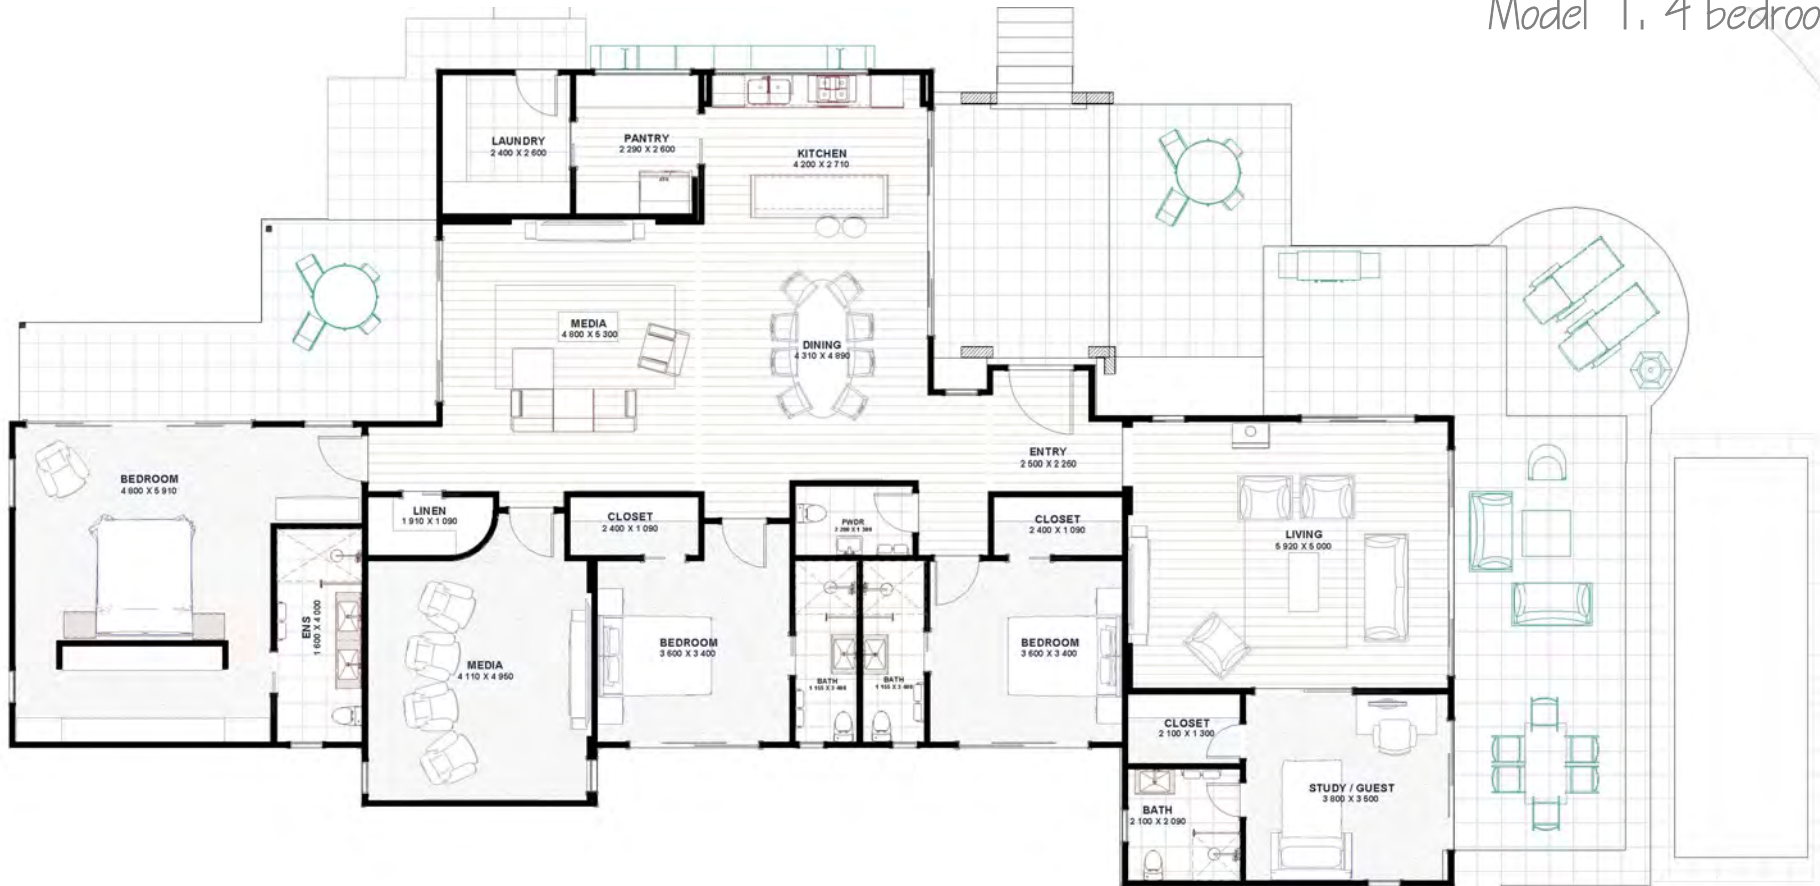 Model 1. 4 bedroo
LAUNDRY
2 400 X 2 600
PANTRY
2 290 X 2 600
KITCHEN
4 200 X 2 710
MEDIA
4 800 X 5 300
DINING
4 310 X 4 890
ENTRY
2 500 X 2 260
BEDROOM
4 600 X 5 910
LINEN
1 910 X 1 090
CLOSET
2 400 X 1 090
PWDR
CLOSET
2 400 X 1 090
LIVING
5 920 X 5 000
ENS
1 600 X 4 000
MEDIA
4 110 X 4 950
BEDROOM
3 600 X 3 400
BATH
BATH
BEDROOM
3 600 X 3 400
CLOSET
2 100 X 1 300
STUDY / GUEST
3 800 X 3 500
BATH
2 100 X 2 090